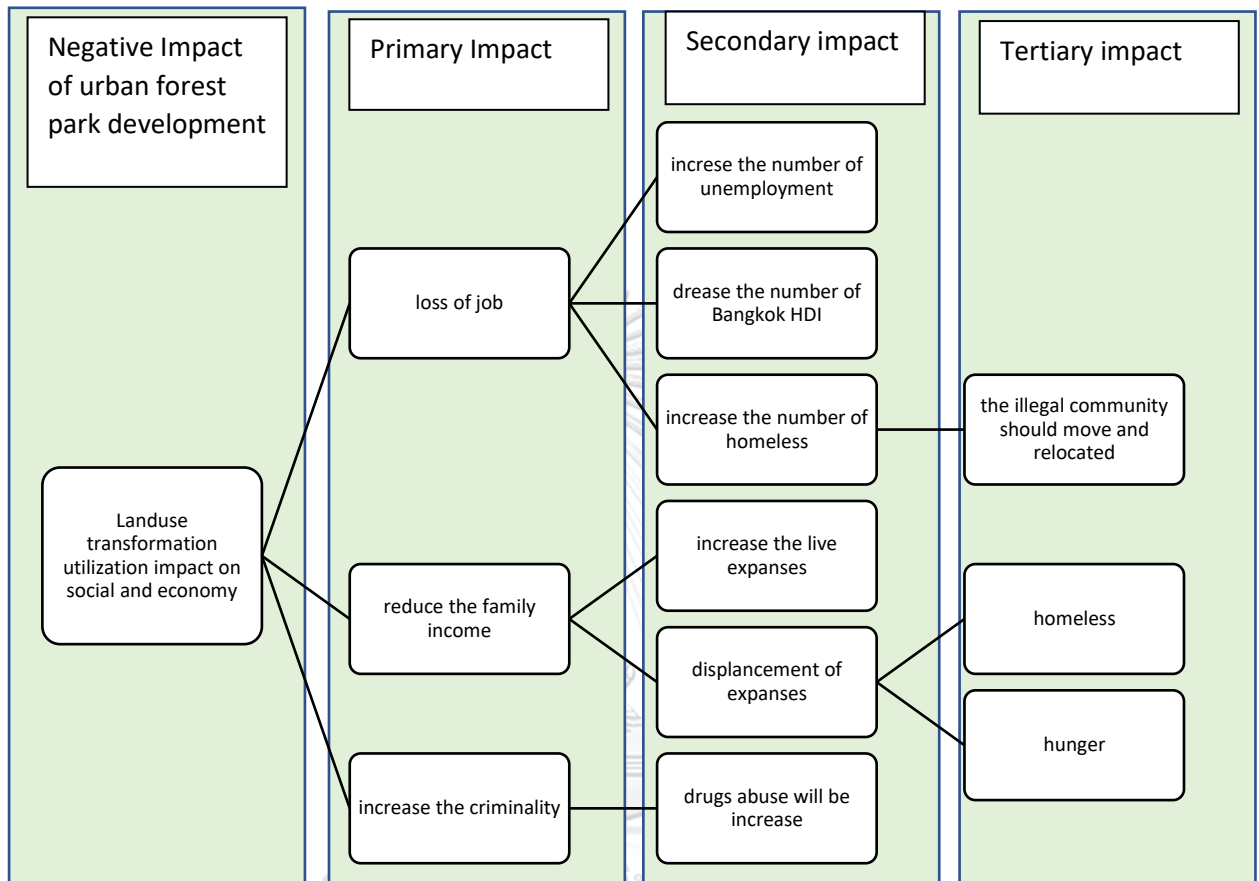 Negative Impact
of urban forest
park development
Primary Impact
Secondary impact
Tertiary impact
Landuse
transformation
utilization impact on
social and economy
loss of job
reduce the family
income
increase the criminality
increse the number of
unemployment
drease the number of
Bangkok HDI
increase the number of
homeless
increase the live
expanses
displancement of
expanses
drugs abuse will be
increase
the illegal community
should move and
relocated
homeless
hunger